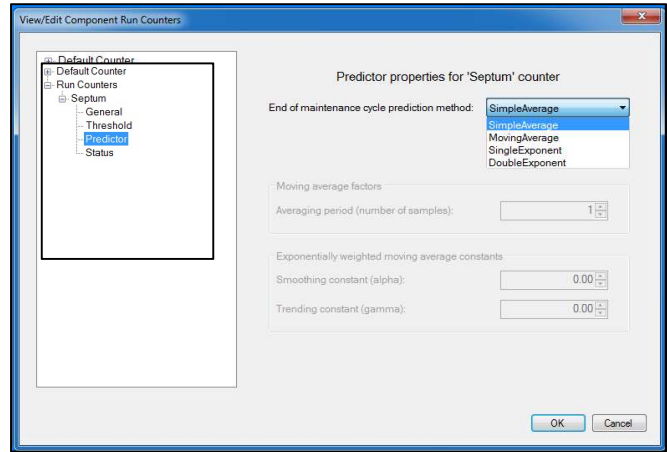 View/Edit Component Run Counters
Default Counter
Default Counter
Run Counters
Septum
General
Threshold
Predictor
Status
Predictor properties for 'Septum' counter
End of maintenance cycle prediction method: SimpleAverage
SimpleAverage
MovingAverage
SingleExponent
DoubleExponent
Moving average factors
Averaging period (number of samples): 1
Exponentially weighted moving average constants
Smoothing constant (alpha): 0.00
Trending constant (gamma): 0.00
OK Cancel